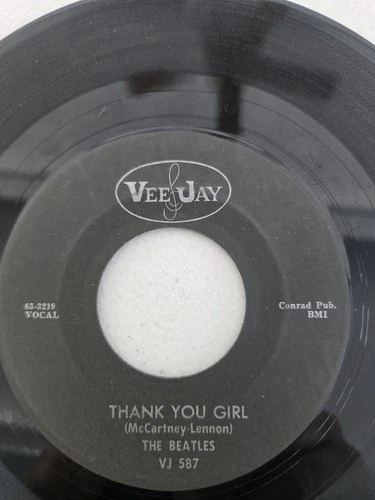 VEE JAY
63-3219
VOCAL
Conrad Pub.
BMI
THANK YOU GIRL
(McCartney-Lennon)
THE BEATLES
VJ 587